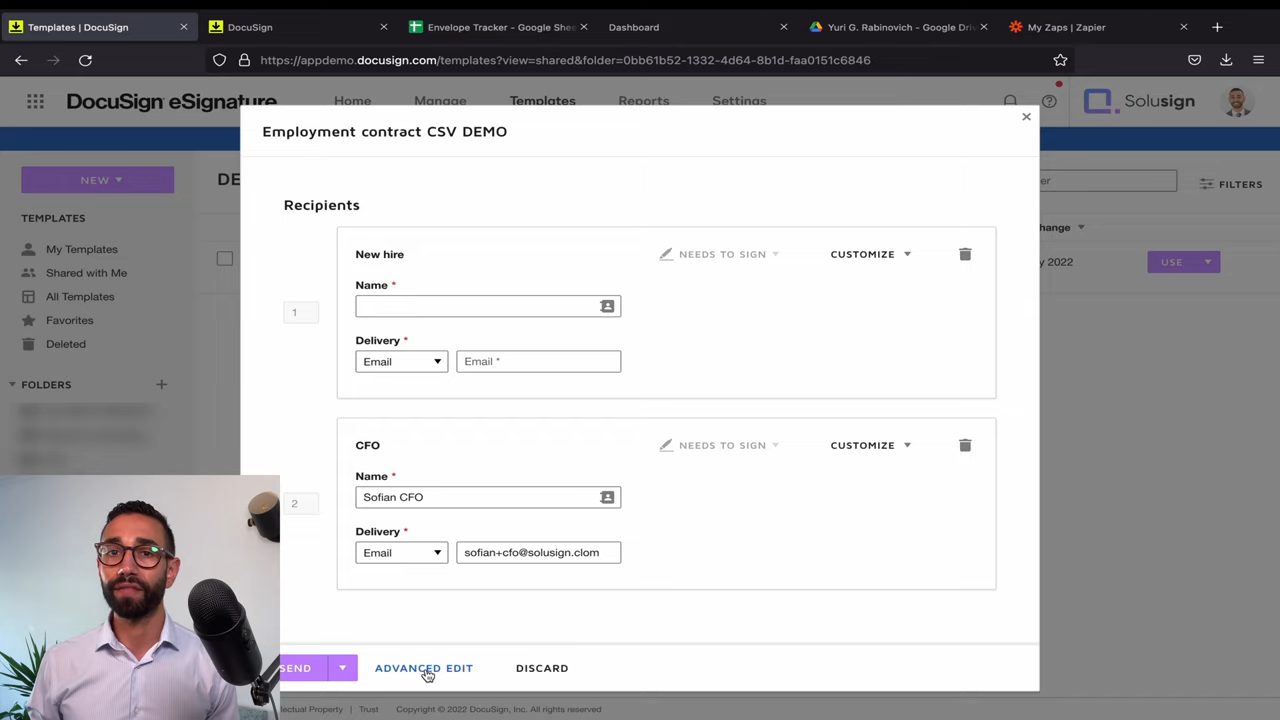 Templates | DocuSign
DocuSign
Envelope Tracker - Google She
Dashboard
Yuri G. Rabinovich - Google Driv
My Zaps | Zapier
https://appdemo.docusign.com/templates?view=shared&folder=0bb61b52-1332-4d64-8b1d-faa0151c6846
DocuSign eSignature
Home
Manage
Templates
Reports
Settings
Solusign
Employment contract CSV DEMO
NEW
DE
er
FILTERS
TEMPLATES
My Templates
Shared with Me
All Templates
Favorites
Deleted
FOLDERS
hange
y 2022
USE
Recipients
1
New hire
NEEDS TO SIGN
CUSTOMIZE
Name *
Delivery *
Email
Email *
2
CFO
NEEDS TO SIGN
CUSTOMIZE
Name *
Sofian CFO
Delivery *
Email
sofian+cfo@solusign.clom
SEND
ADVANCED EDIT
DISCARD
llectual Property | Trust Copyright © 2022 DocuSign, Inc. All rights reserved